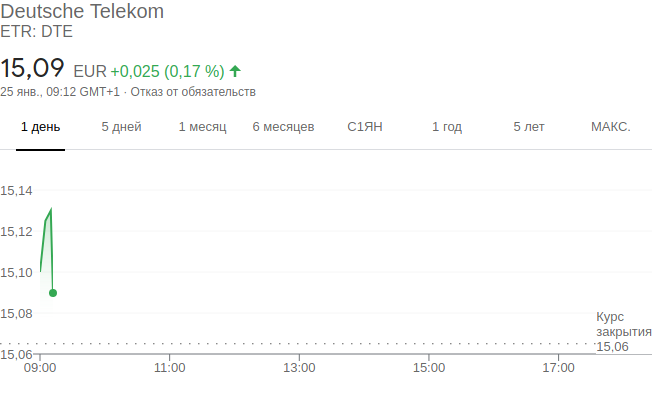 Deutsche Telekom
ETR: DTE
15,09 EUR +0,025 (0,17 %)
25 янв., 09:12 GMT+1 · Отказ от обязательств
1 день 5 дней 1 месяц 6 месяцев С1ЯН 1 год 5 лет МАКС.
15,14
15,12
15,10
15,08
Курс
закрытия
15,06
15,06
09:00 11:00 13:00 15:00 17:00